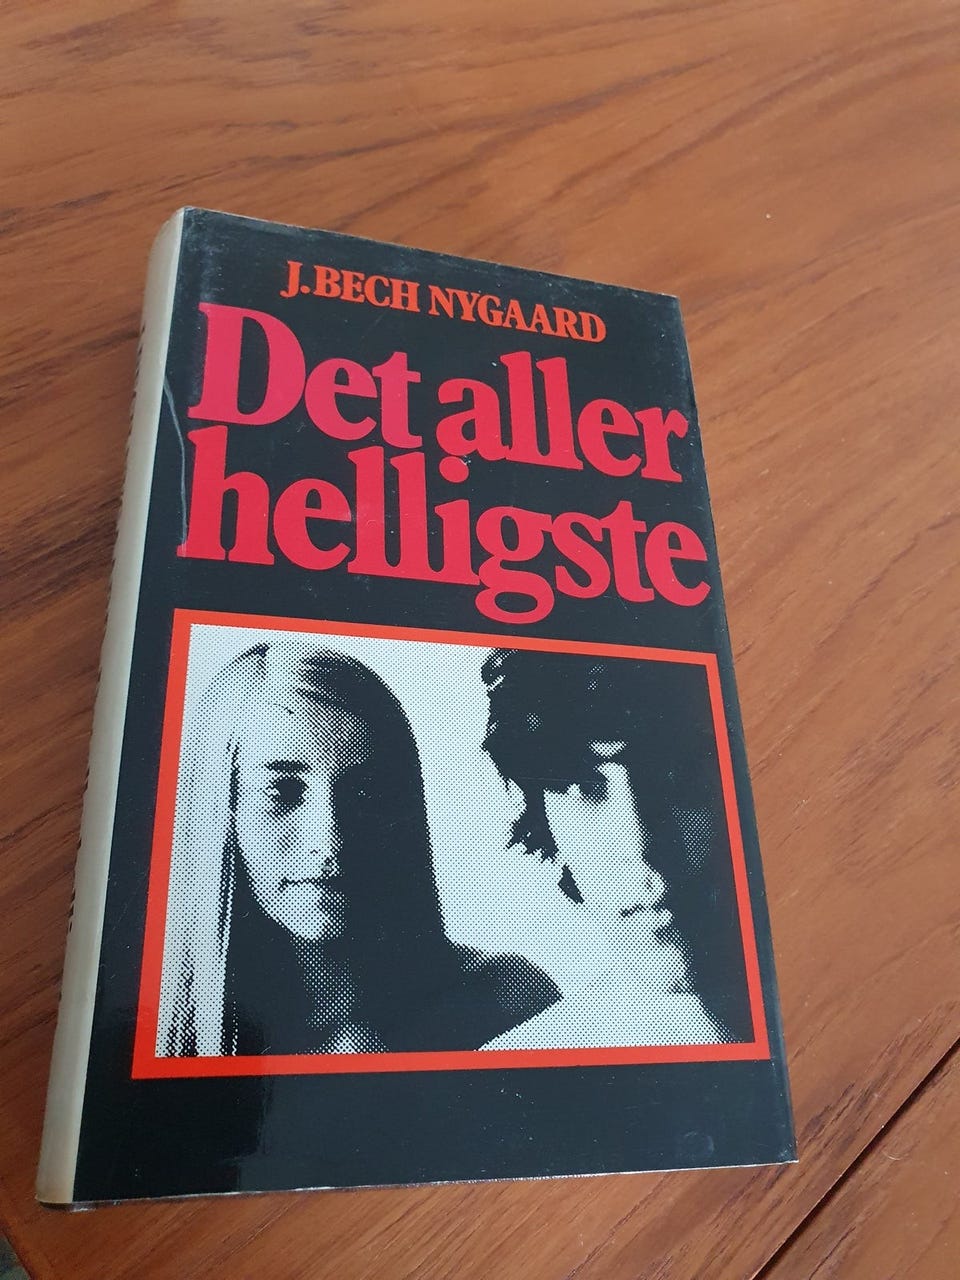 J. BECH NYGAARD
Det aller
helligste